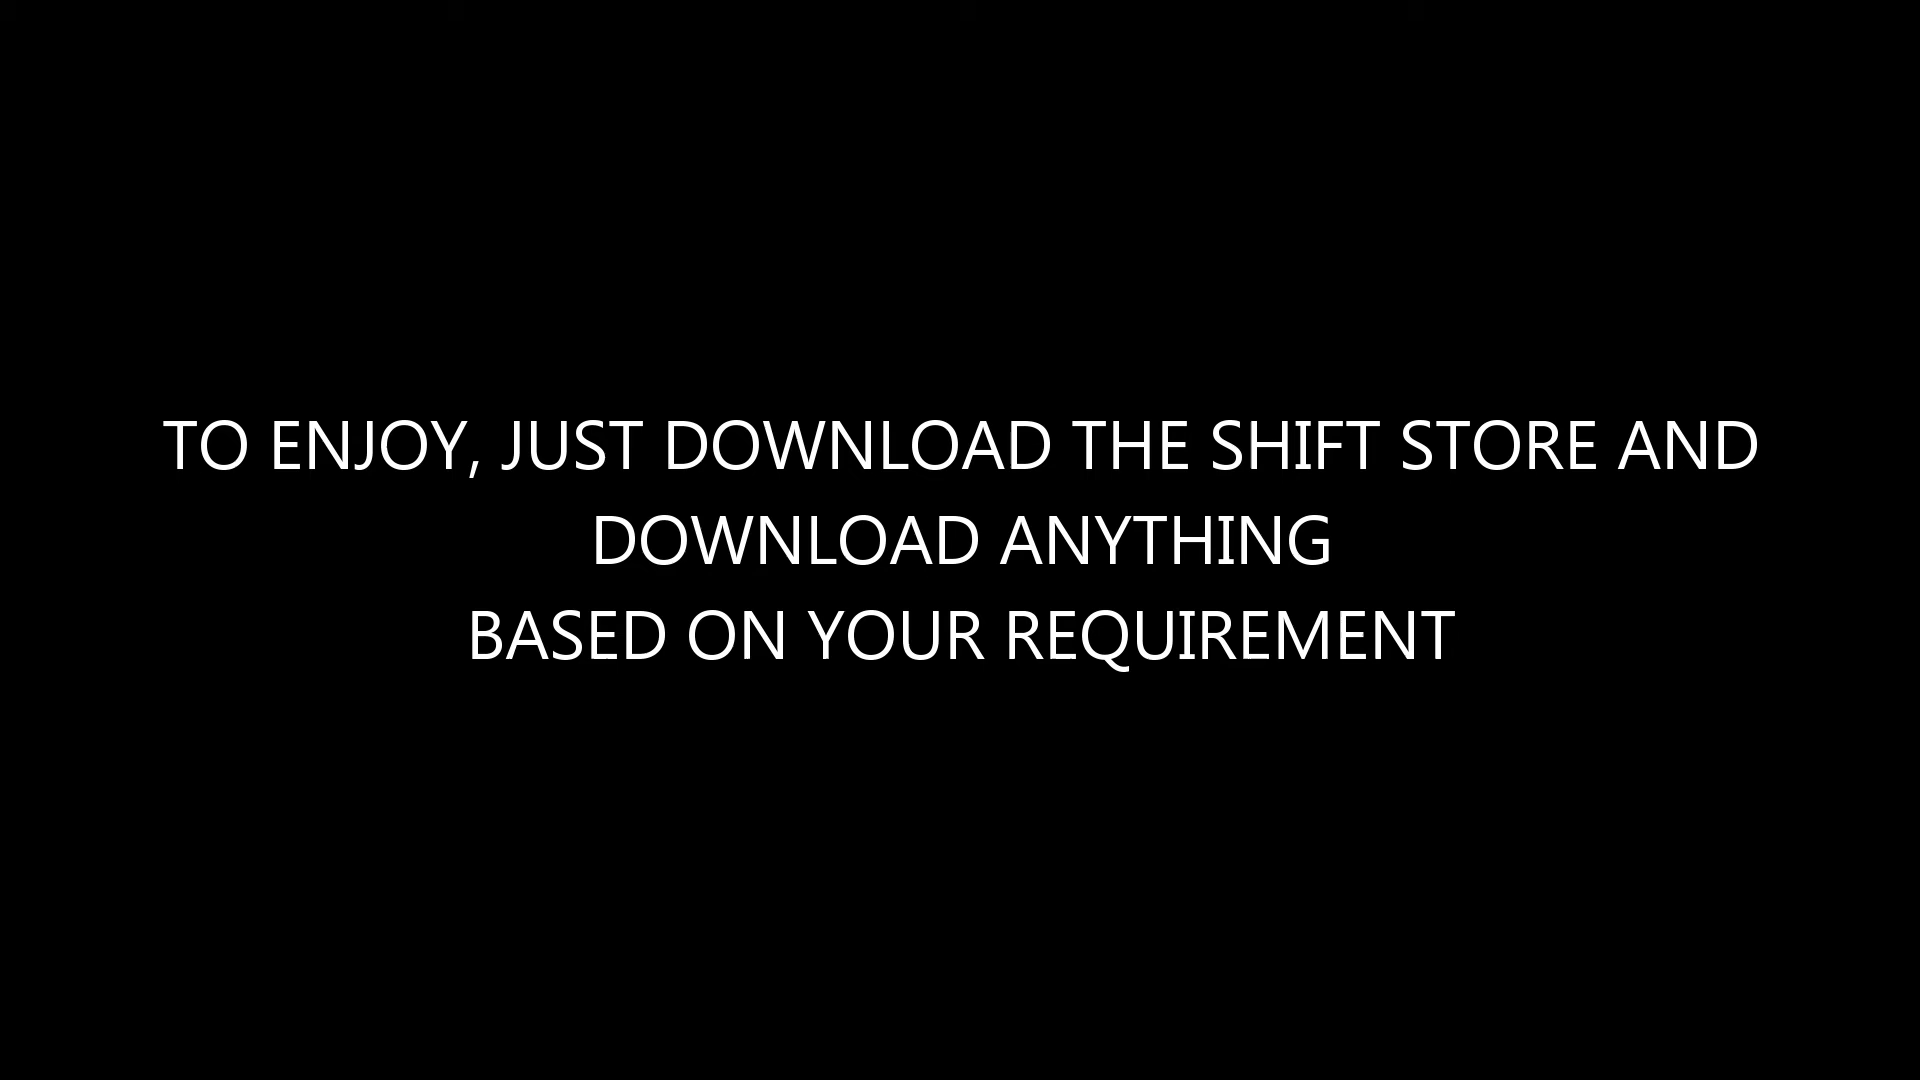 TO ENJOY, JUST DOWNLOAD THE SHIFT STORE AND
DOWNLOAD ANYTHING
BASED ON YOUR REQUIREMENT